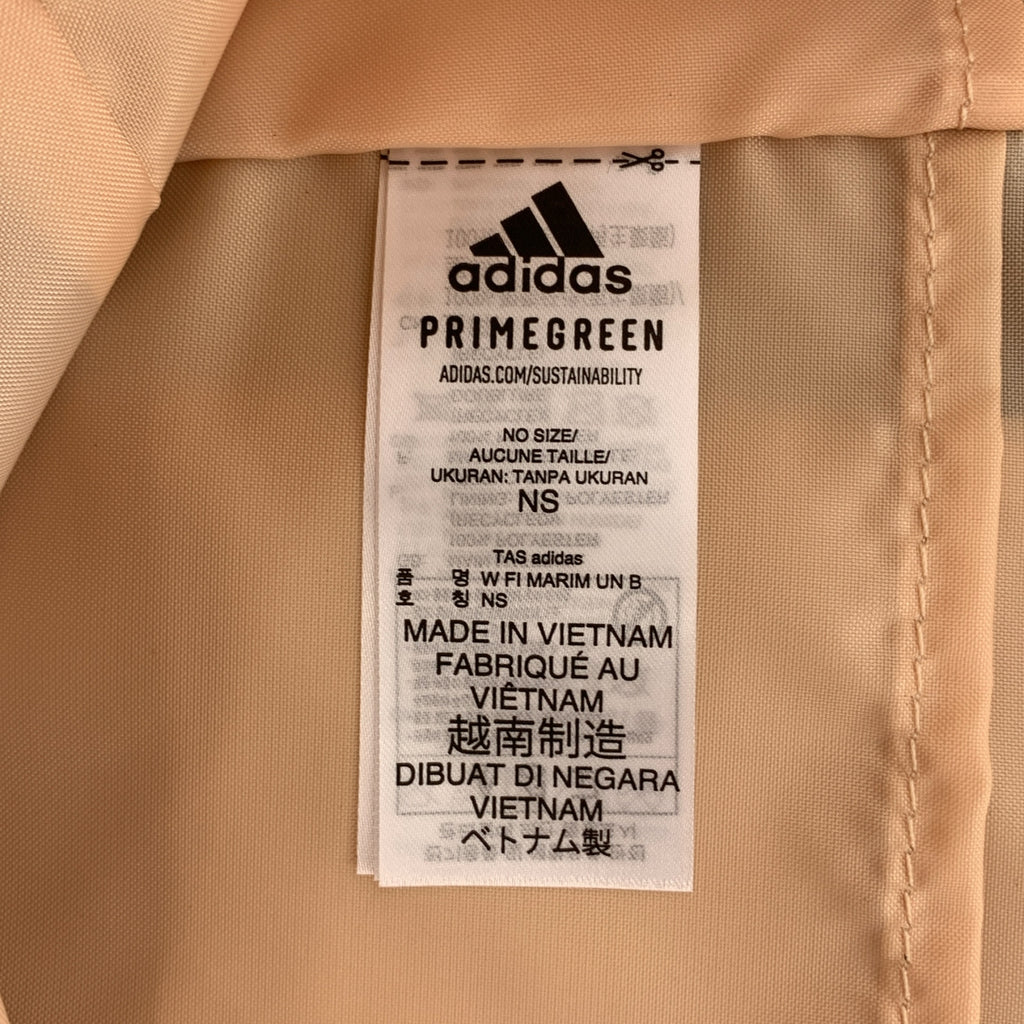 adidas
PRIMEGREEN
ADIDAS.COM/SUSTAINABILITY
NO SIZE/
AUCUNE TAILLE/
UKURAN: TANPA UKURAN
NS
TAS adidas
품 명 W FI MARIM UN B
호 칭 NS
MADE IN VIETNAM
FABRIQUÉ AU
VIÊTNAM
越南制造
DIBUAT DI NEGARA
VIETNAM
ベトナム製